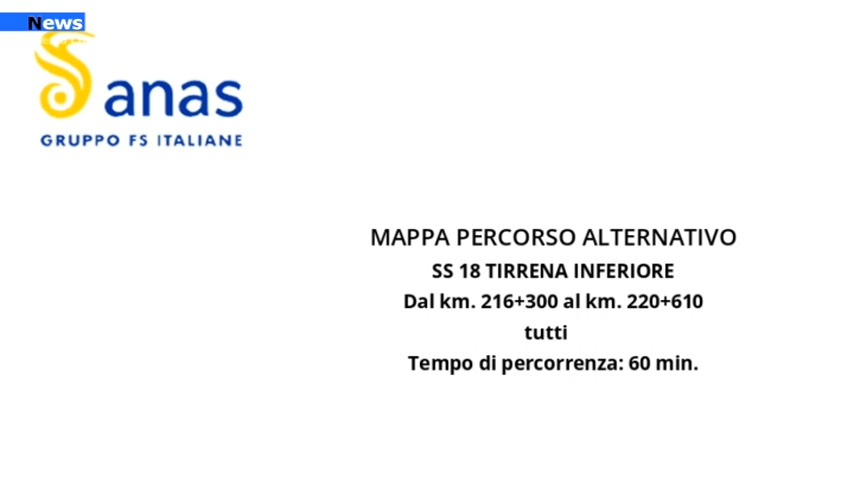 News
anas
GRUPPO FS ITALIANE
MAPPA PERCORSO ALTERNATIVO
SS 18 TIRRENA INFERIORE
Dal km. 216+300 al km. 220+610
tutti
Tempo di percorrenza: 60 min.